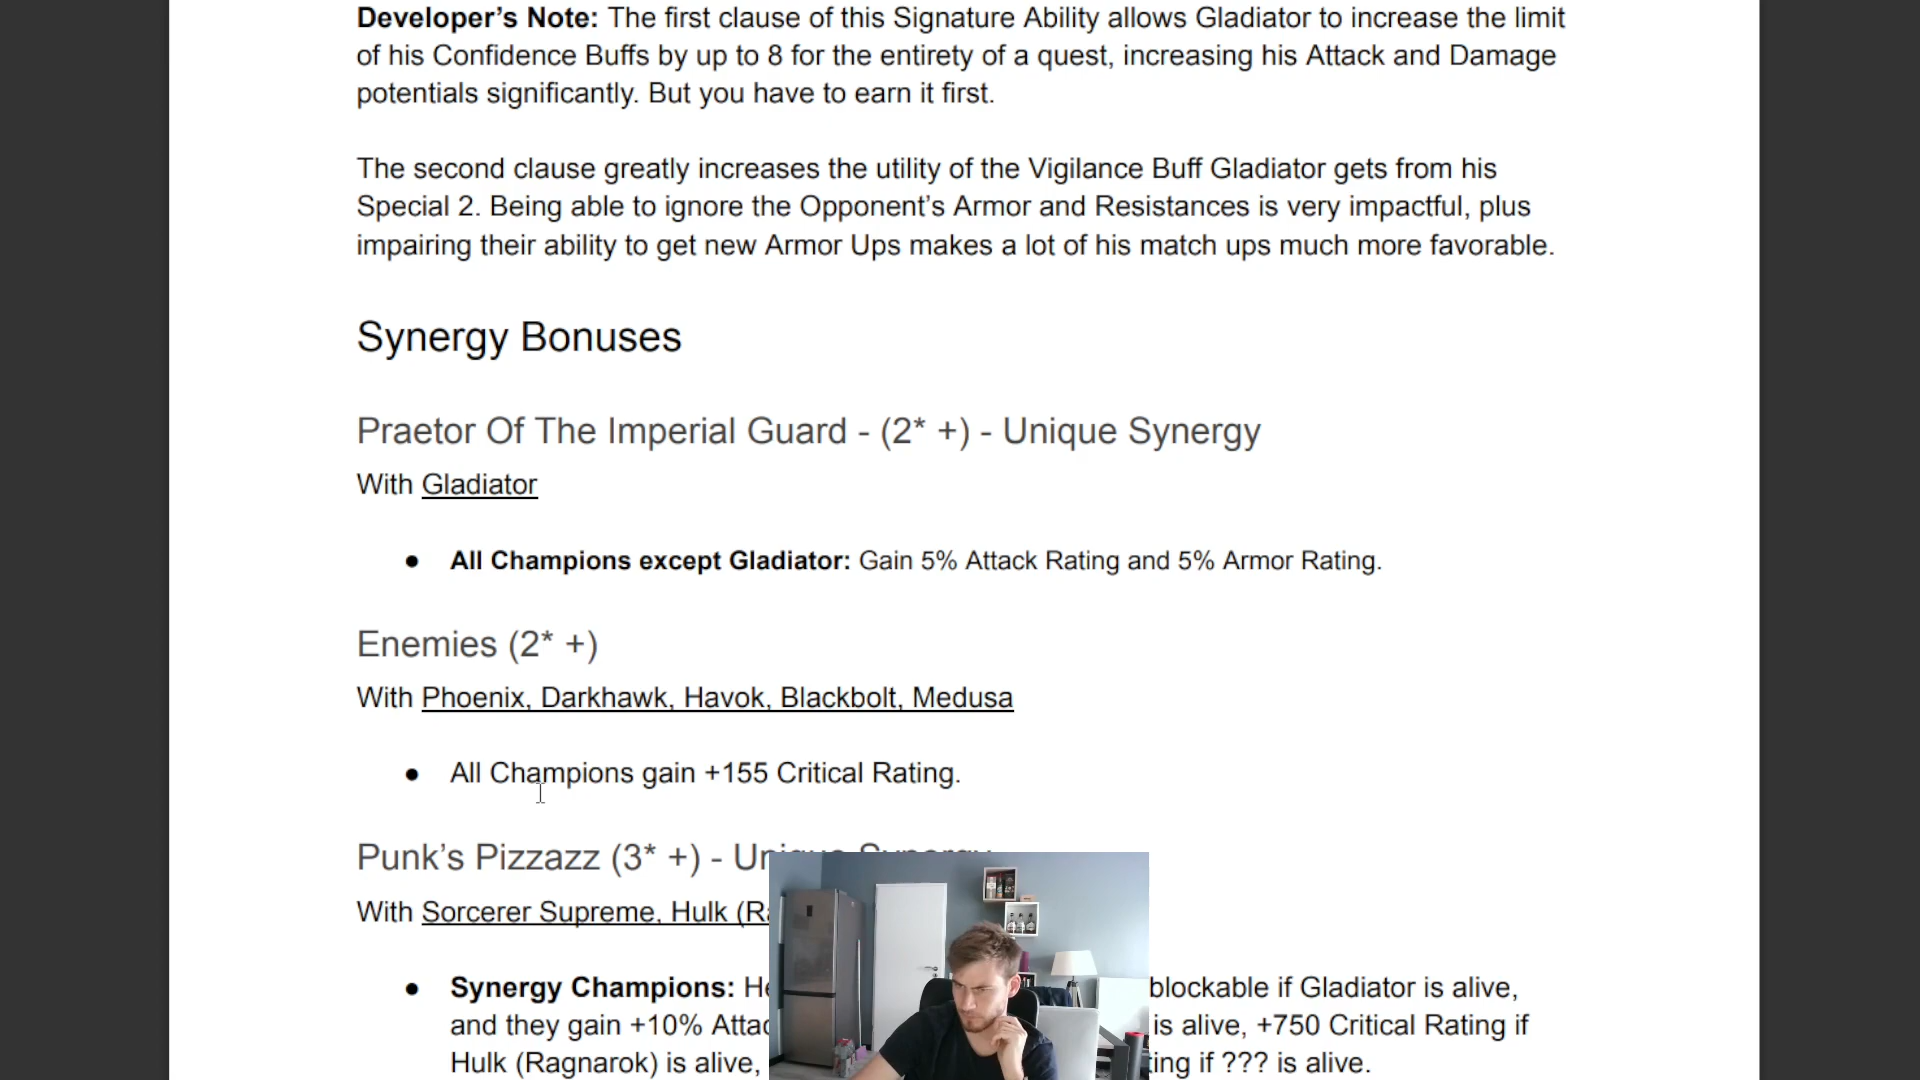 Developer’s Note: The first clause of this Signature Ability allows Gladiator to increase the limit
of his Confidence Buffs by up to 8 for the entirety of a quest, increasing his Attack and Damage
potentials significantly. But you have to earn it first.
The second clause greatly increases the utility of the Vigilance Buff Gladiator gets from his
Special 2. Being able to ignore the Opponent’s Armor and Resistances is very impactful, plus
impairing their ability to get new Armor Ups makes a lot of his match ups much more favorable.
Synergy Bonuses
Praetor Of The Imperial Guard - (2* +) - Unique Synergy
With Gladiator
● All Champions except Gladiator: Gain 5% Attack Rating and 5% Armor Rating.
Enemies (2* +)
With Phoenix, Darkhawk, Havok, Blackbolt, Medusa
● All Champions gain +155 Critical Rating.
Punk’s Pizzazz (3* +) - Unique Synergy
With Sorcerer Supreme, Hulk
● Synergy Champions: blockable if Gladiator is alive,
and they gain +10% is alive, +750 Critical Rating if
Hulk (Ragnarok) is alive, if ??? is alive.